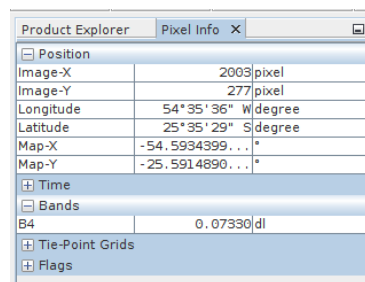 Product Explorer Pixel Info ×
Position
Image-X 2003 pixel
Image-Y 277 pixel
Longitude 54°35'36" W degree
Latitude 25°35'29" S degree
Map-X -54.5934399... °
Map-Y -25.5914890... °
Time
Bands
B4 0.07330 dl
Tie-Point Grids
Flags